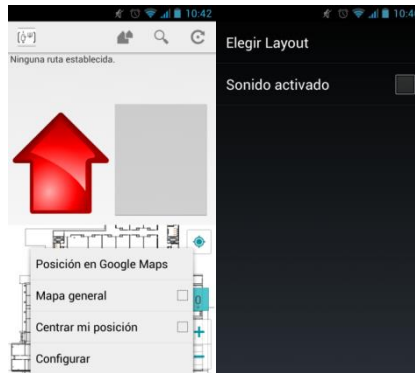 10:42
Ninguna ruta establecida.
0
+
−
Posición en Google Maps
Mapa general
Centrar mi posición
Configurar
Elegir Layout
Sonido activado